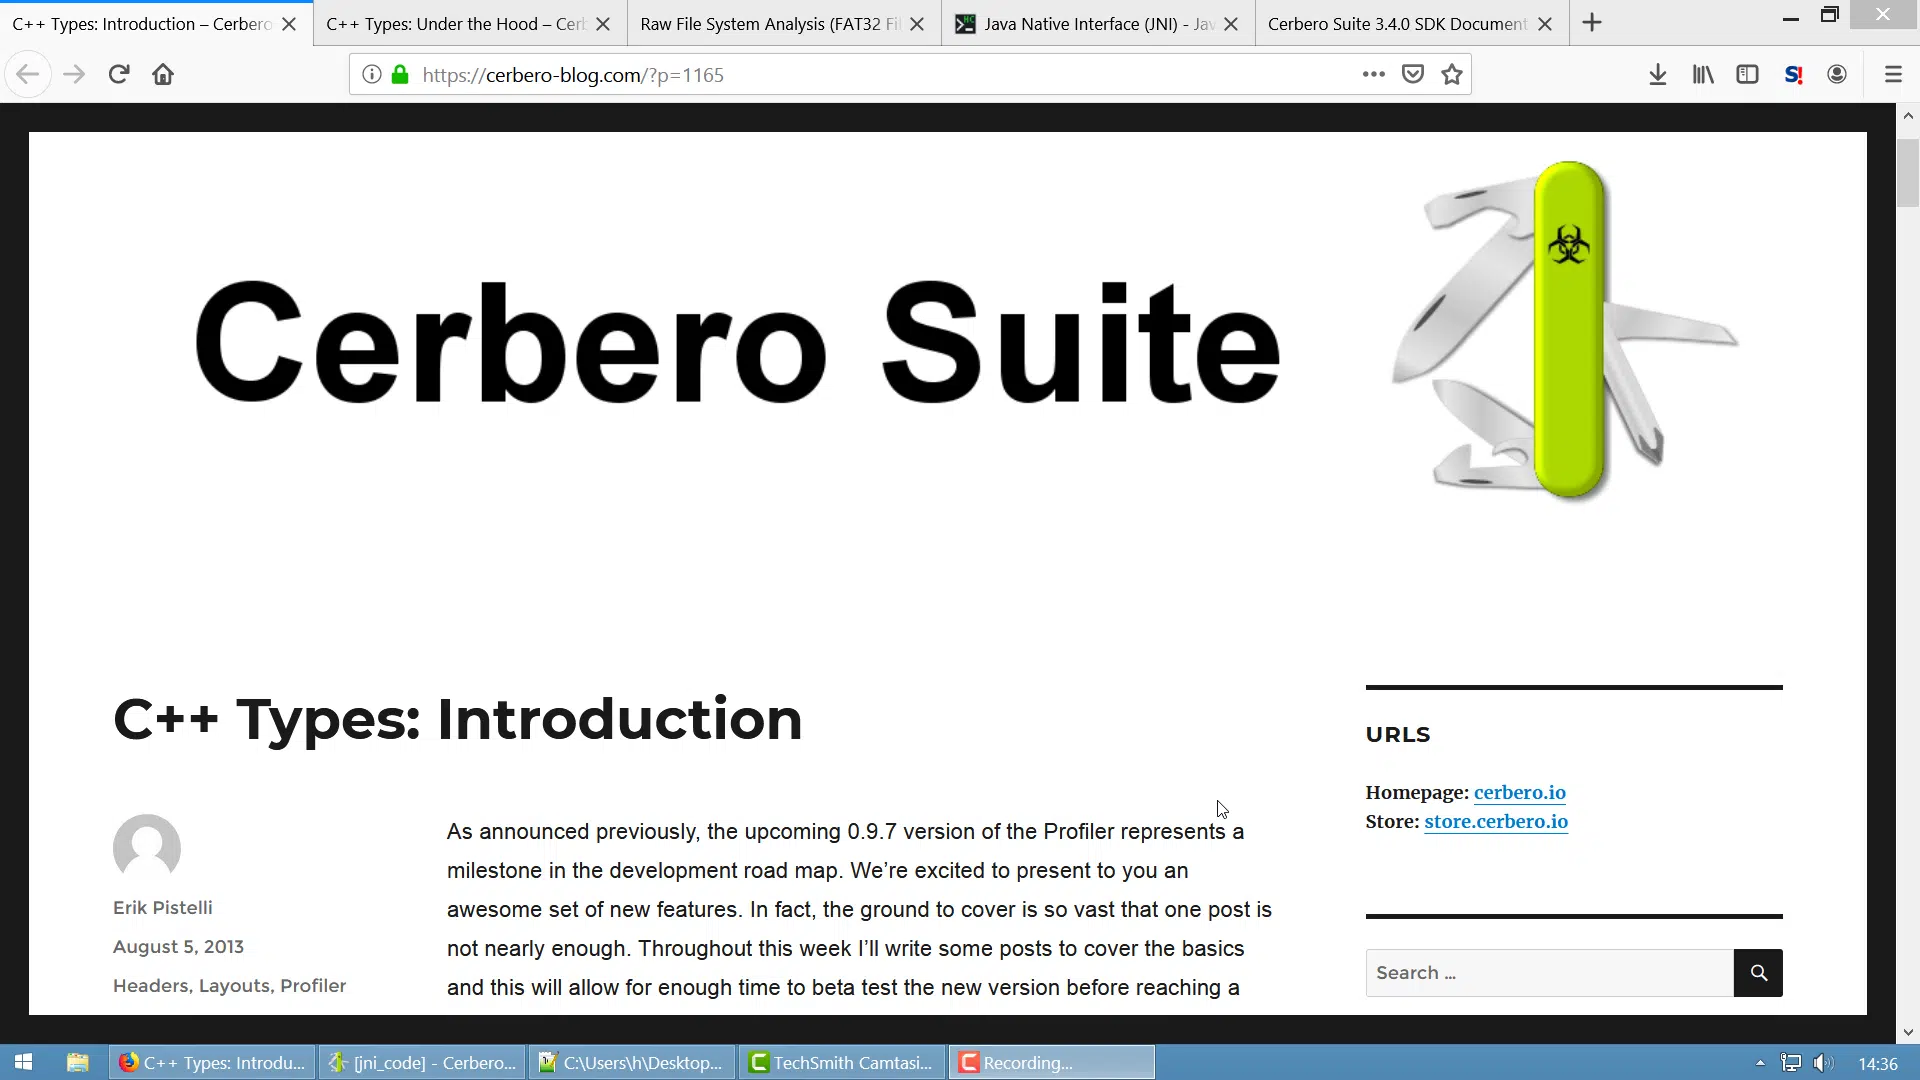 C++ Types: Introduction – Cerbero
C++ Types: Under the Hood – Cerb
Raw File System Analysis (FAT32 Fil
Java Native Interface (JNI) - Jav
Cerbero Suite 3.4.0 SDK Document
https://cerbero-blog.com/?p=1165
S!
Cerbero Suite
C++ Types: Introduction
Erik Pistelli
August 5, 2013
Headers, Layouts, Profiler
As announced previously, the upcoming 0.9.7 version of the Profiler represents a
milestone in the development road map. We’re excited to present to you an
awesome set of new features. In fact, the ground to cover is so vast that one post is
not nearly enough. Throughout this week I’ll write some posts to cover the basics
and this will allow for enough time to beta test the new version before reaching a
URLS
Homepage: cerbero.io
Store: store.cerbero.io
Search …
C++ Types: Introdu...
[jni_code] - Cerbero...
C:\Users\h\Desktop...
TechSmith Camtasi...
Recording...
14:36